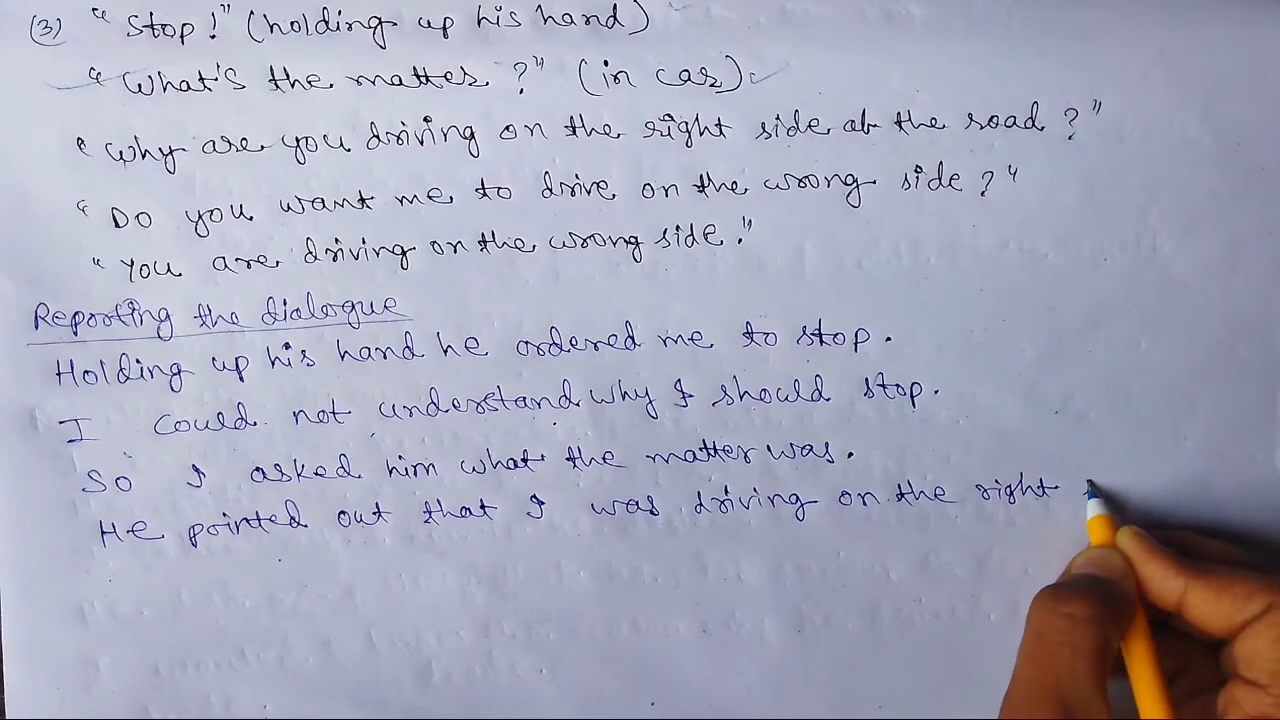 (3) "Stop!" (holding up his hand)
"What's the matter?" (in car).
"Why are you driving on the right side of the road?"
"Do you want me to drive on the wrong side?"
"You are driving on the wrong side."
Reporting the dialogue
Holding up his hand he ordered me to stop.
I could not understand why I should stop.
So I asked him what the matter was.
He pointed out that I was driving on the right